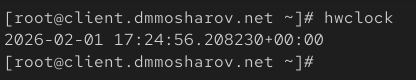 [root@client.dmmosharov.net ~]# hwclock
2026-02-01 17:24:56.208230+00:00
[root@client.dmmosharov.net ~]#